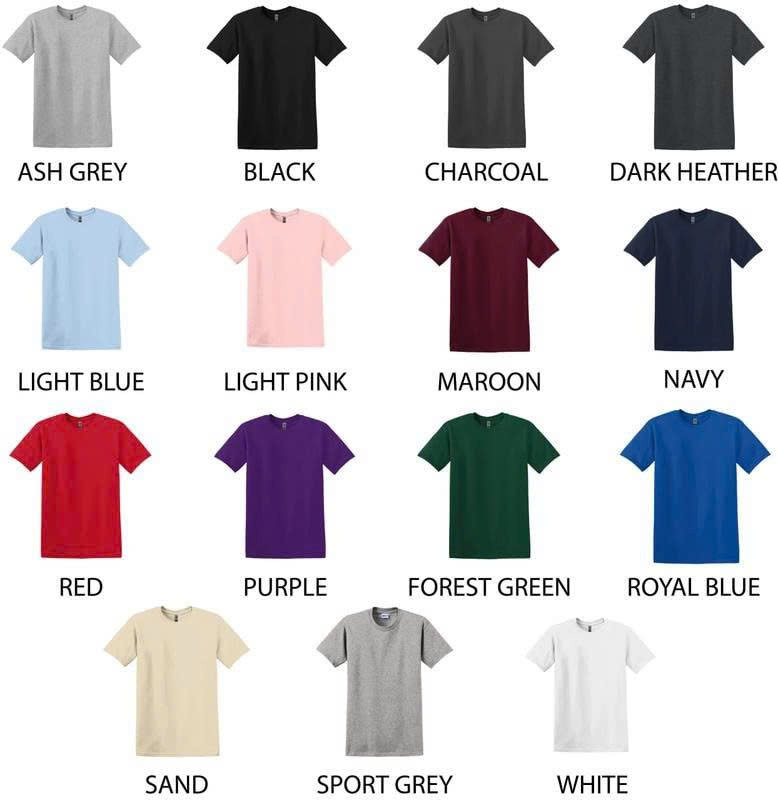 ASH GREY
BLACK
CHARCOAL
DARK HEATHER
LIGHT BLUE
LIGHT PINK
MAROON
NAVY
RED
PURPLE
FOREST GREEN
ROYAL BLUE
SAND
SPORT GREY
WHITE